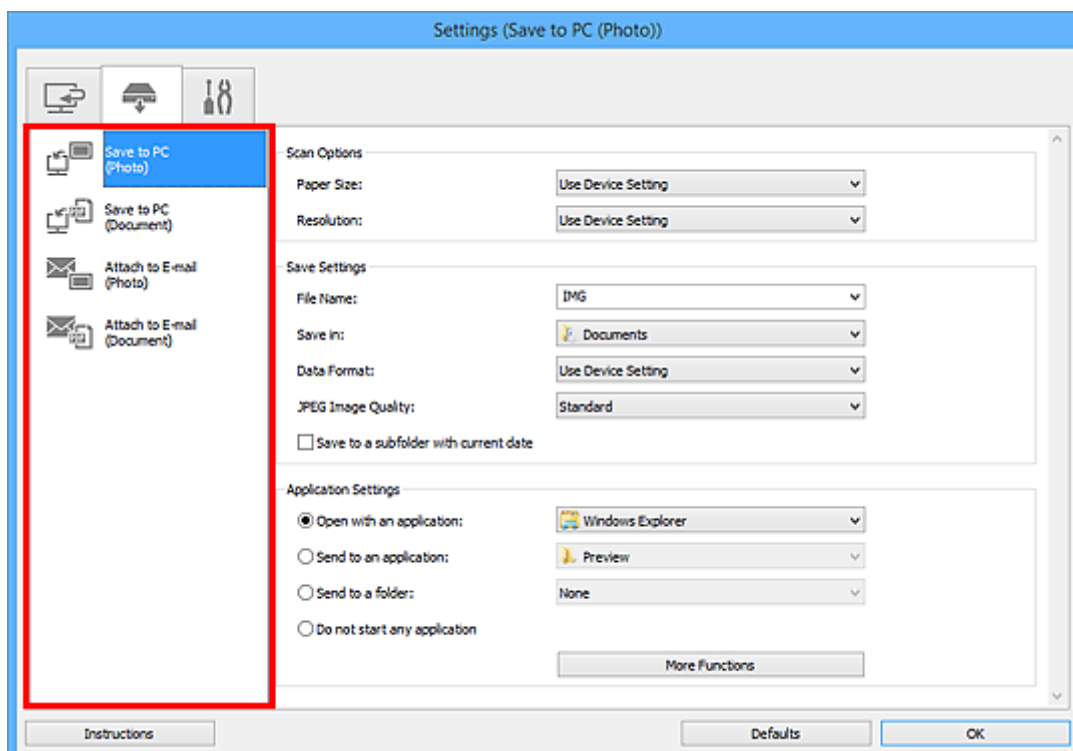 Settings (Save to PC (Photo))
Save to PC
(Photo)
Save to PC
(Document)
Attach to E-mail
(Photo)
Attach to E-mail
(Document)
Scan Options
Paper Size: Use Device Setting
Resolution: Use Device Setting
Save Settings
File Name: IMG
Save in: Documents
Data Format: Use Device Setting
JPEG Image Quality: Standard
Save to a subfolder with current date
Application Settings
Open with an application: Windows Explorer
Send to an application: Preview
Send to a folder: None
Do not start any application
More Functions
Instructions Defaults OK